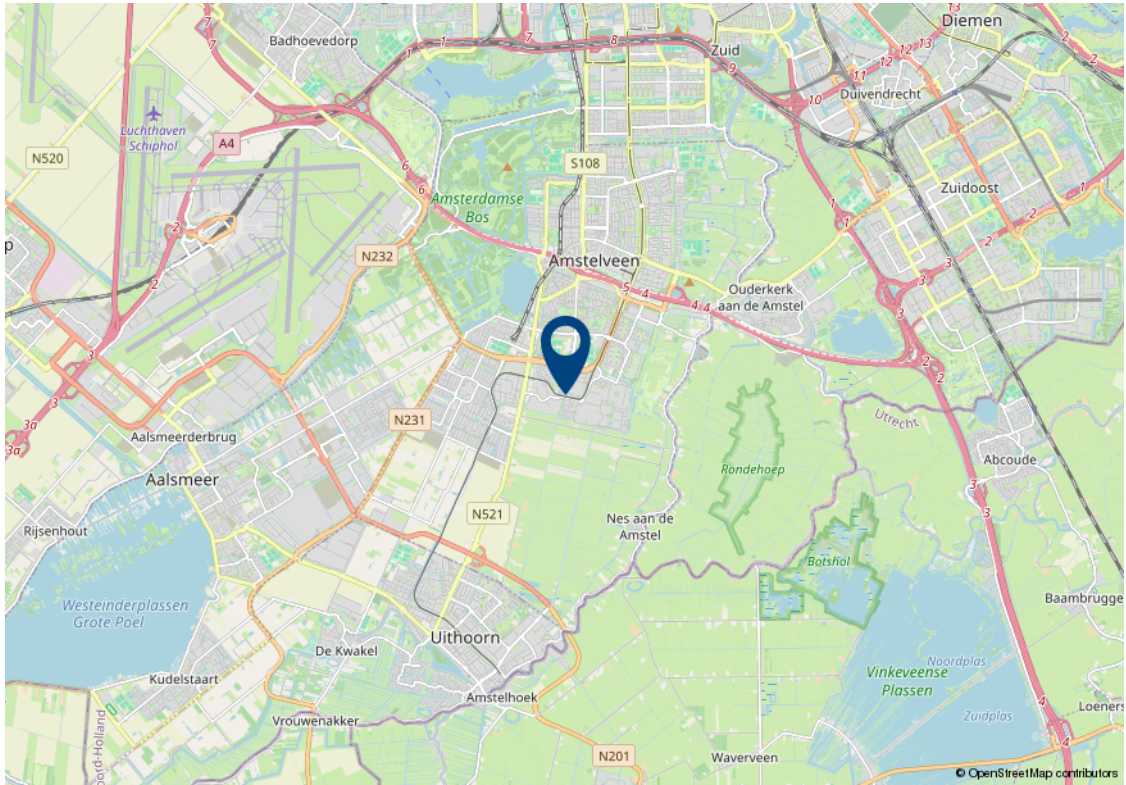 Diemen
Badhoevedorp
Zuid
Duivendrecht
Luchthaven
Schiphol
A4
N520
S108
Zuidoost
Amsterdamse
Bos
N232
Amstelveen
Ouderkerk
aan de Amstel
N231
Utrecht
Aalsmeerderbrug
Rondehoep
Abcoude
Aalsmeer
N521
Nes aan de
Amstel
Rijsenhout
Botshol
Baambrugge
Westeinderplassen
Grote Poel
Uithoorn
De Kwakel
Noordplas
Vinkeveense
Plassen
Kudelstaart
Amstelhoek
Loeners
Zuidplas
Vrouwenakker
N201
Waverveen
© OpenStreetMap contributors